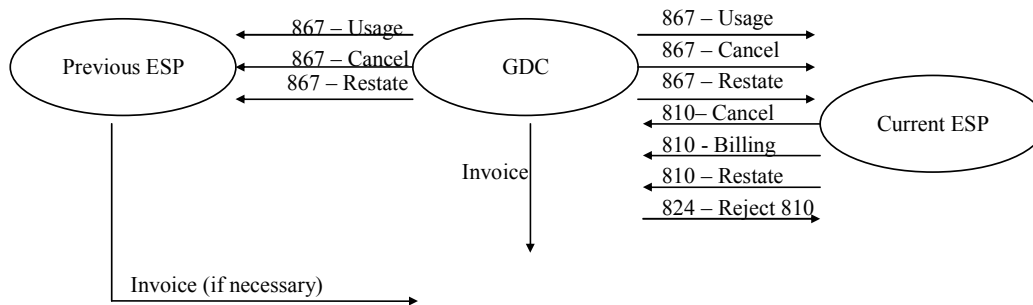 867 – Usage
867 – Cancel
867 – Restate
Previous ESP
GDC
867 – Usage
867 – Cancel
867 – Restate
810– Cancel
810 - Billing
810 – Restate
824 – Reject 810
Current ESP
Invoice
Invoice (if necessary)